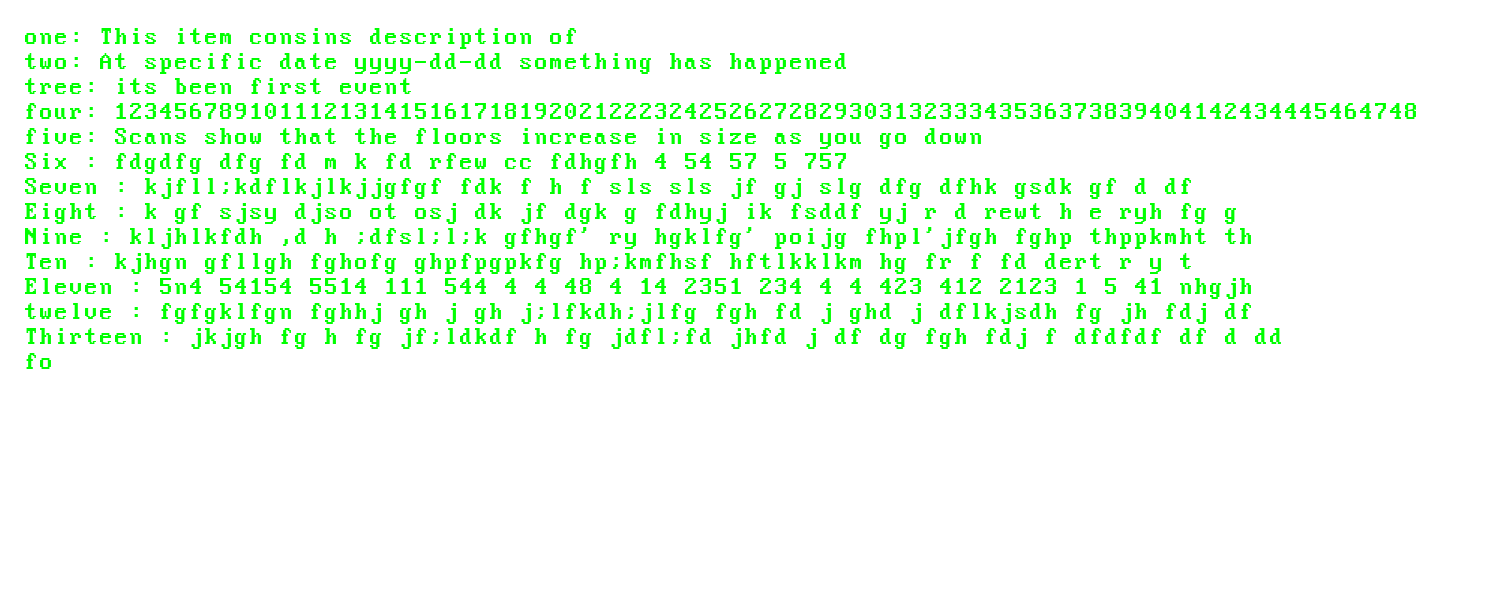 one: This item consins description of
two: At specific date yyyy-dd-dd something has happened
tree: its been first event
four: 123456789101112131415161718192021222324252627282930313233343536373839404142434445464748
five: Scans show that the floors increase in size as you go down
Six : fdgdfg dfg fd m k fd rfew cc fdhgfh 4 54 57 5 757
Seven : kjfll;kdflkjlkjjgfgf fdk f h f sls sls jf gj slg dfg dfhk gsdk gf d df
Eight : k gf sjsy djso ot osj dk jf dgk g fdhyj ik fsddf yj r d rewt h e ryh fg g
Nine : kljhlkfdh ,d h ;dfsl;l;k gfhgf' ry hgklfg' poijg fhpl'jfgh fghp thppkmht th
Ten : kjhgn gfllgh fghofg ghpfpgpkfg hp;kmfhsf hftlkklkm hg fr f fd dert r y t
Eleven : 5n4 54154 5514 111 544 4 4 48 4 14 2351 234 4 4 423 412 2123 1 5 41 nhgjh
twelve : fgfgklfgn fghhj gh j gh j;lfkdh;jlfg fgh fd j ghd j dflkjsdh fg jh fdj df
Thirteen : jkjgh fg h fg jf;ldkdf h fg jdfl;fd jhfd j df dg fgh fdj f dfdfdf df d dd
fo